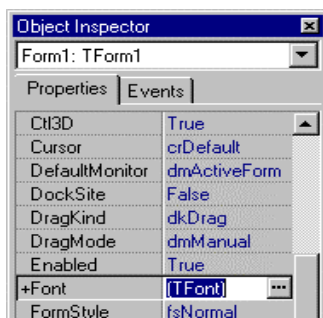 Object Inspector
Form1: TForm1
Properties Events
Ctl3D True
Cursor crDefault
DefaultMonitor dmActiveForm
DockSite False
DragKind dkDrag
DragMode dmManual
Enabled True
+Font (TFont) ...
FormStyle fsNormal